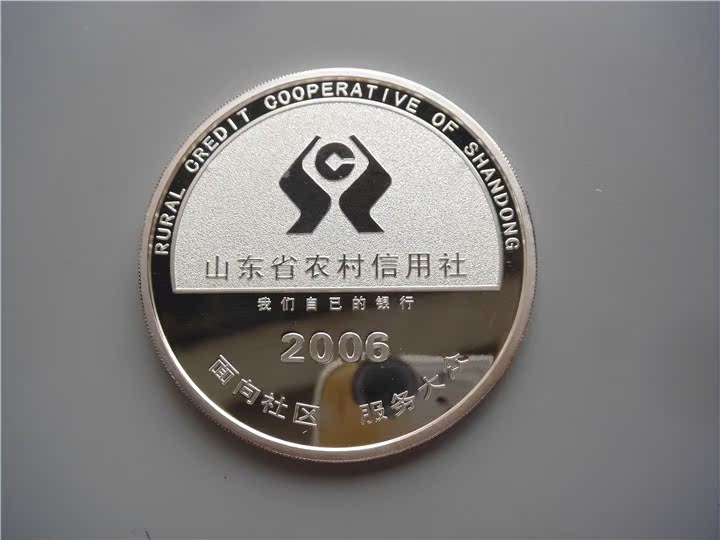 RURAL CREDIT COOPERATIVE OF SHANDONG
山东省农村信用社
我们自已的银行
2006
面向社区 服务大众